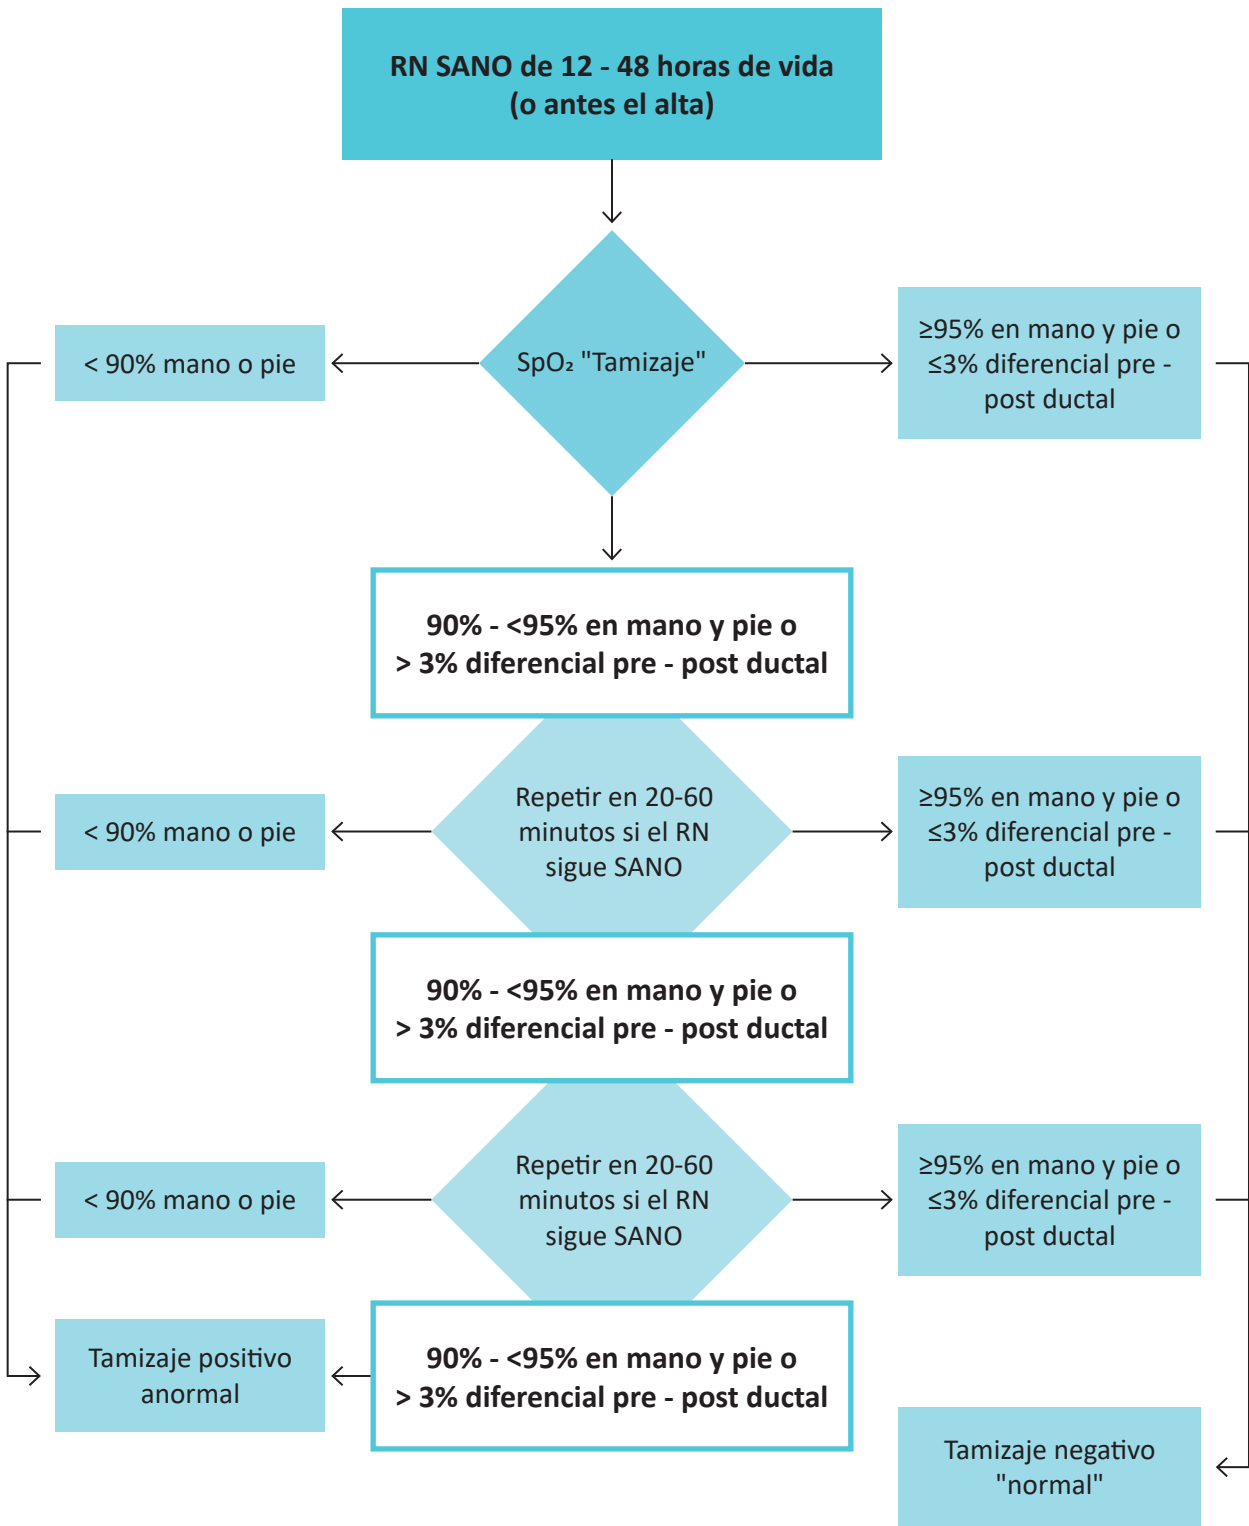 RN SANO de 12 - 48 horas de vida
(o antes el alta)
< 90% mano o pie
SpO₂ "Tamizaje"
≥95% en mano y pie o
≤3% diferencial pre -
post ductal
90% - <95% en mano y pie o
> 3% diferencial pre - post ductal
< 90% mano o pie
Repetir en 20-60
minutos si el RN
sigue SANO
≥95% en mano y pie o
≤3% diferencial pre -
post ductal
90% - <95% en mano y pie o
> 3% diferencial pre - post ductal
< 90% mano o pie
Repetir en 20-60
minutos si el RN
sigue SANO
≥95% en mano y pie o
≤3% diferencial pre -
post ductal
Tamizaje positivo
anormal
90% - <95% en mano y pie o
> 3% diferencial pre - post ductal
Tamizaje negativo
"normal"